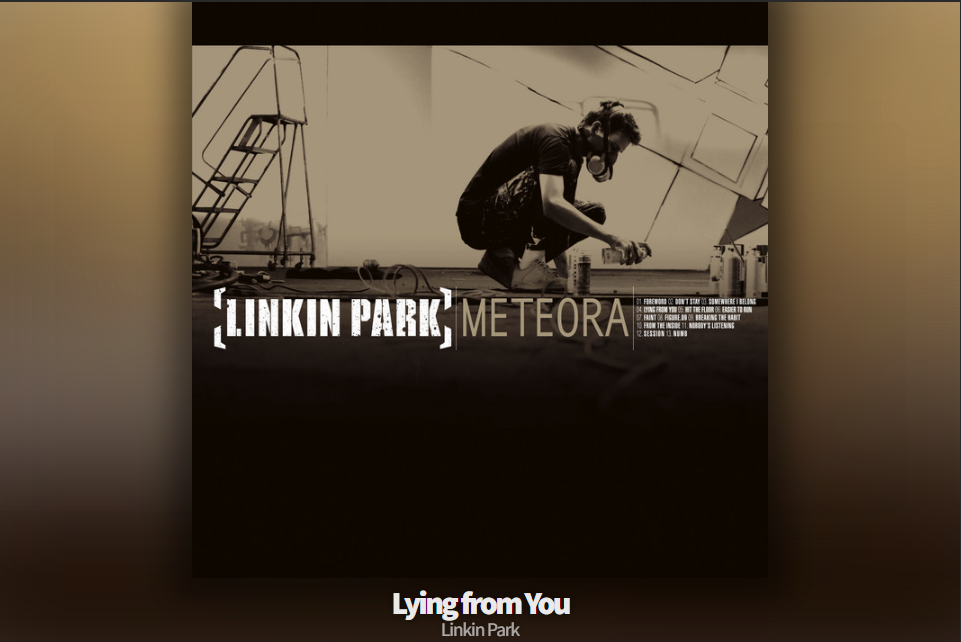 [LINKIN PARK] METEORA
01. FOREWORD 02. DON'T STAY 03. SOMEWHERE I BELONG
04. LYING FROM YOU 05. HIT THE FLOOR 06. EASIER TO RUN
07. FAINT 08. FIGURE.09 09. BREAKING THE HABIT
10. FROM THE INSIDE 11. NOBODY'S LISTENING
12. SESSION 13. NUMB
Lying from You
Linkin Park